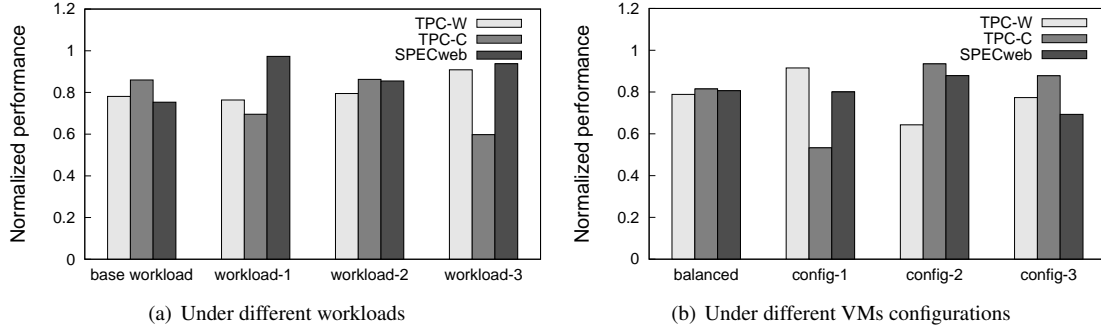 Normalized performance
1.2
1
0.8
0.6
0.4
0.2
0
TPC-W
TPC-C
SPECweb
base workload workload-1 workload-2 workload-3
(a) Under different workloads
Normalized performance
1.2
1
0.8
0.6
0.4
0.2
0
TPC-W
TPC-C
SPECweb
balanced config-1 config-2 config-3
(b) Under different VMs configurations